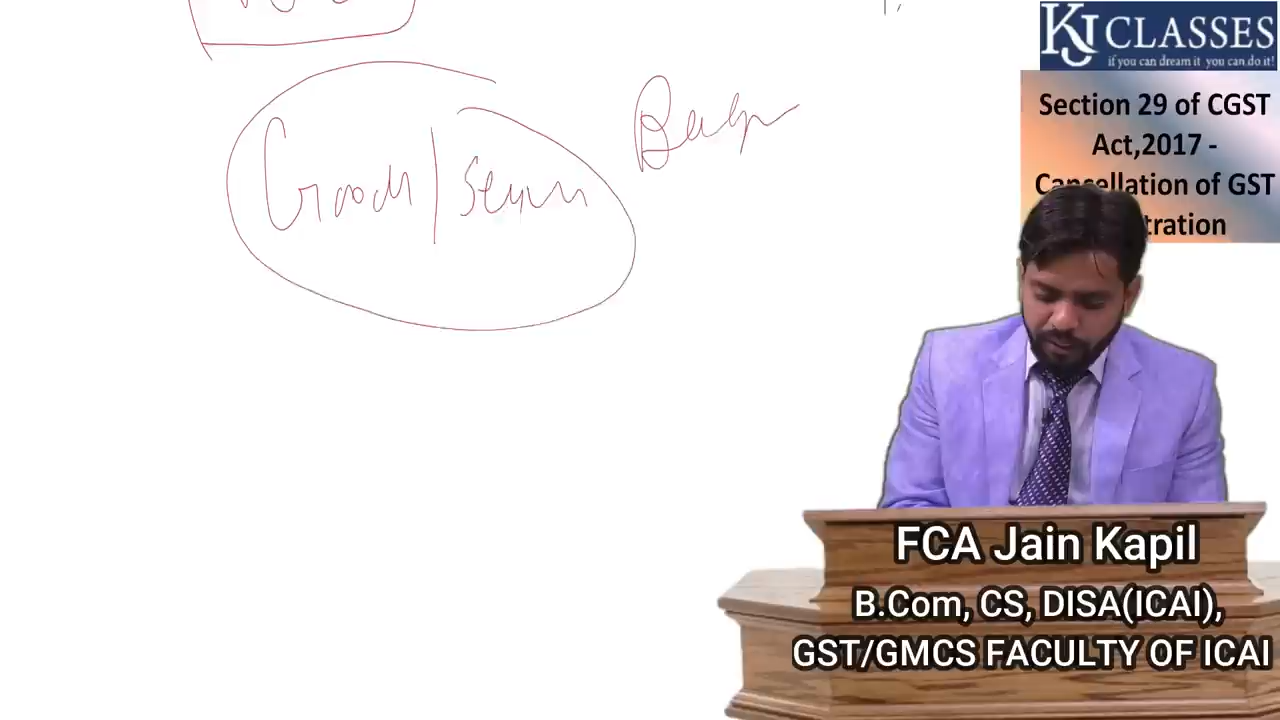 KJ CLASSES
if you can dream it you can do it!
Section 29 of CGST
Act,2017 -
Cancellation of GST
tration
Goods/
FCA Jain Kapil
B.Com, CS, DISA(ICAI),
GST/GMCS FACULTY OF ICAI